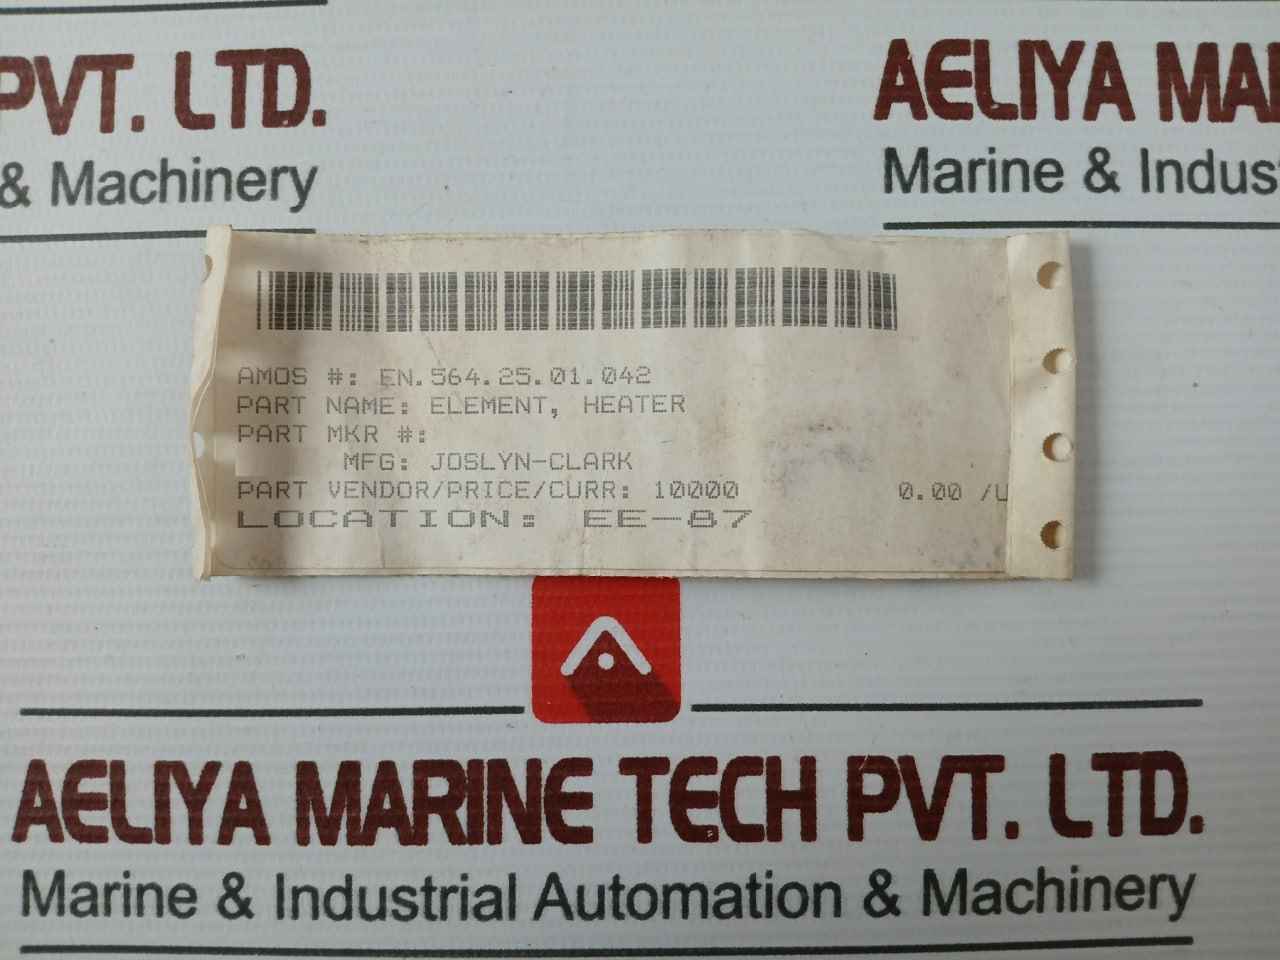 PVT. LTD.
& Machinery
AELIYA MAR
Marine & Indust
AMOS #: EN.564.25.01.042
PART NAME: ELEMENT, HEATER
PART MKR #:
MFG: JOSLYN-CLARK
PART VENDOR/PRICE/CURR: 10000 0.00 /U
LOCATION: EE-87
AELIYA MARINE TECH PVT. LTD.
Marine & Industrial Automation & Machinery